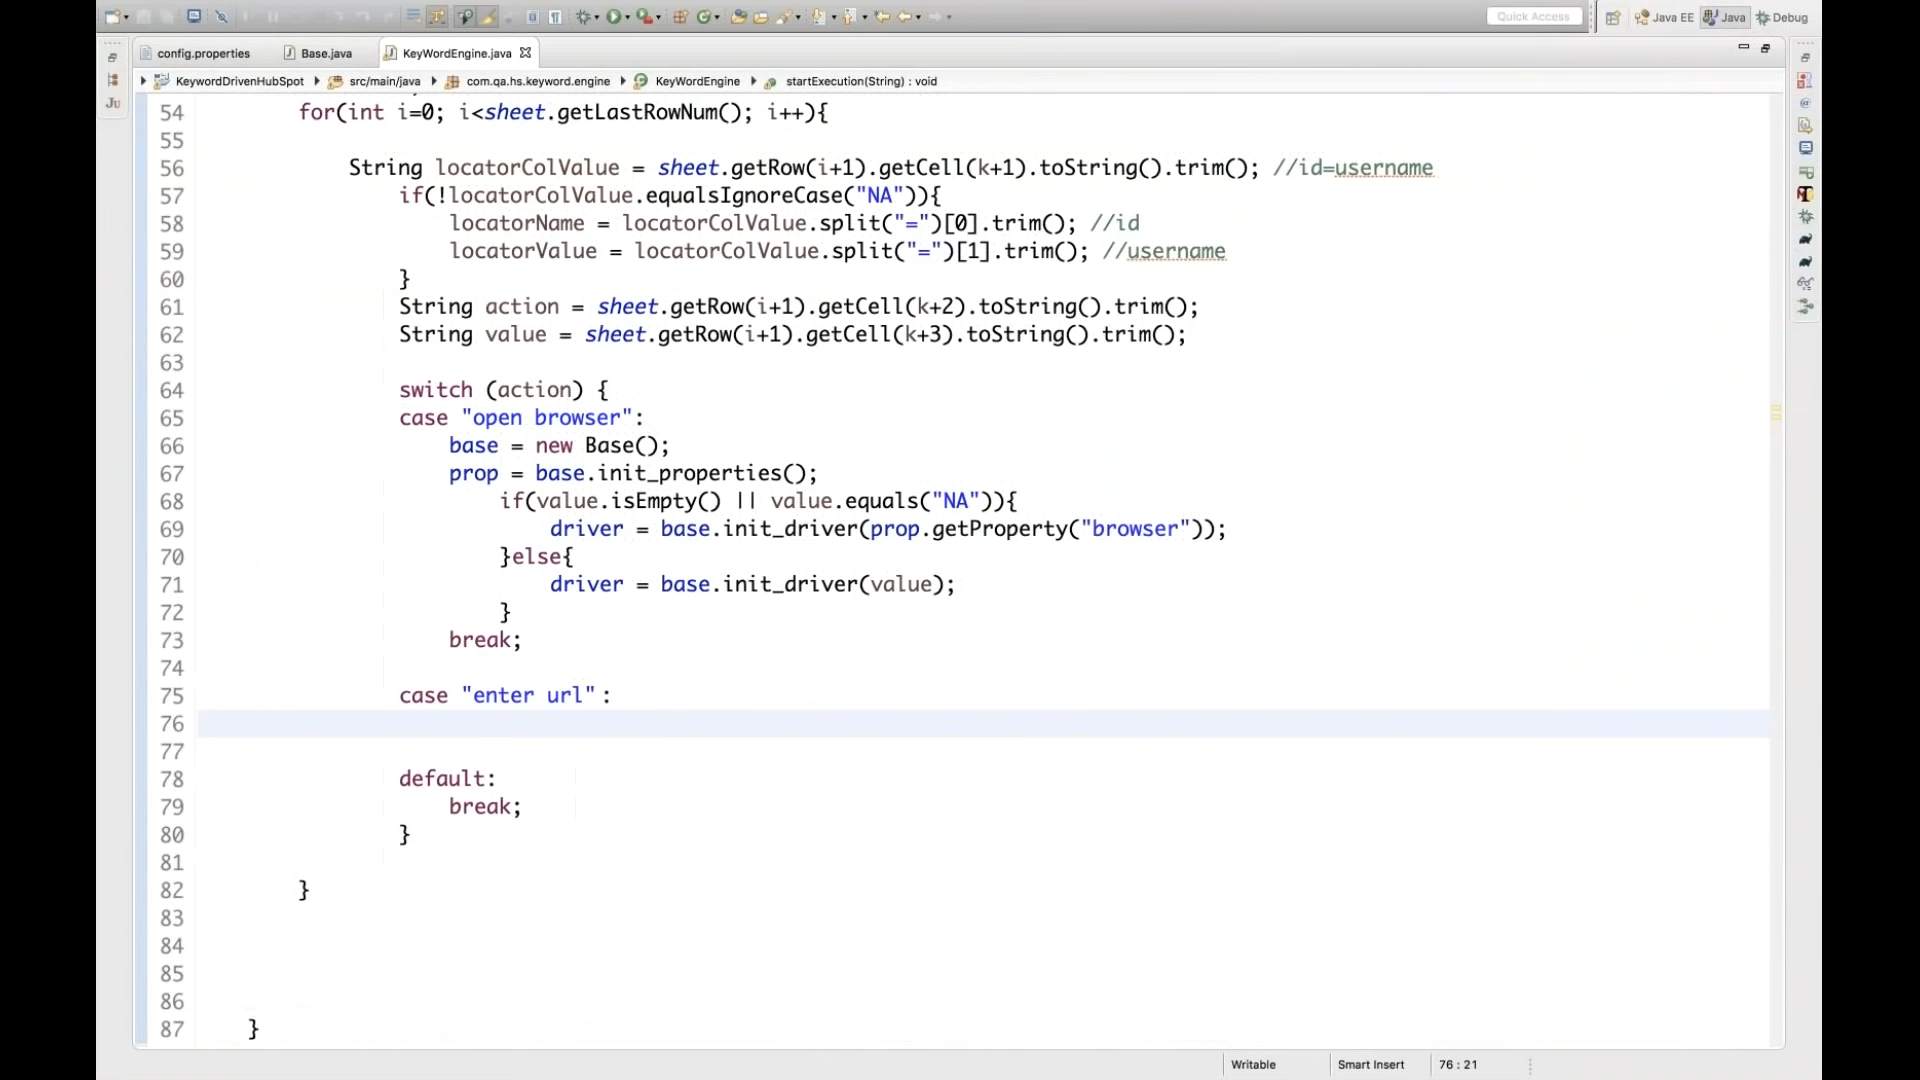 Quick Access
Java EE
Java
Debug
config.properties
Base.java
KeyWordEngine.java
KeywordDrivenHubSpot
src/main/java
com.qa.hs.keyword.engine
KeyWordEngine
startExecution(String) : void
Ju
54 for(int i=0; i<sheet.getLastRowNum(); i++){
55
56 String locatorColValue = sheet.getRow(i+1).getCell(k+1).toString().trim(); //id=username
57 if(!locatorColValue.equalsIgnoreCase("NA")){
58 locatorName = locatorColValue.split("=")[0].trim(); //id
59 locatorValue = locatorColValue.split("=")[1].trim(); //username
60 }
61 String action = sheet.getRow(i+1).getCell(k+2).toString().trim();
62 String value = sheet.getRow(i+1).getCell(k+3).toString().trim();
63
64 switch (action) {
65 case "open browser":
66 base = new Base();
67 prop = base.init_properties();
68 if(value.isEmpty() || value.equals("NA")){
69 driver = base.init_driver(prop.getProperty("browser"));
70 }else{
71 driver = base.init_driver(value);
72 }
73 break;
74
75 case "enter url" :
76
77
78 default:
79 break;
80 }
81
82 }
83
84
85
86
87 }
Writable
Smart Insert
76 : 21